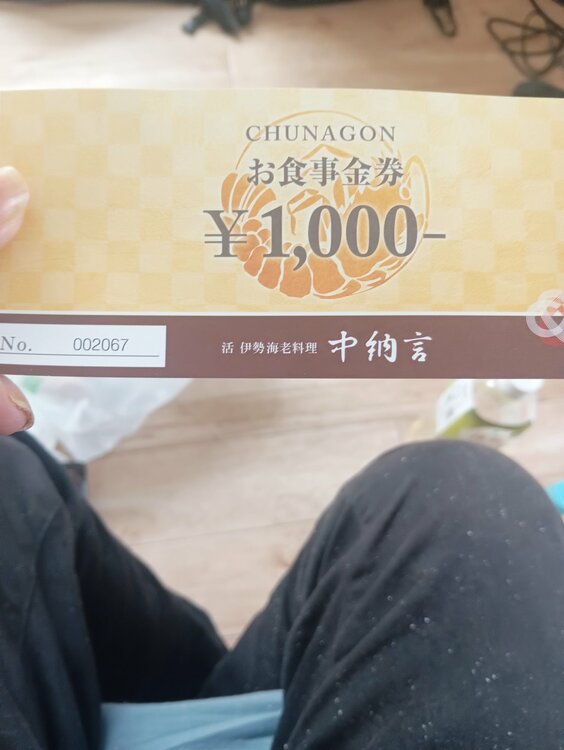 CHUNAGON
お食事金券
￥1,000-
No. 002067
活 伊勢海老料理 中納言